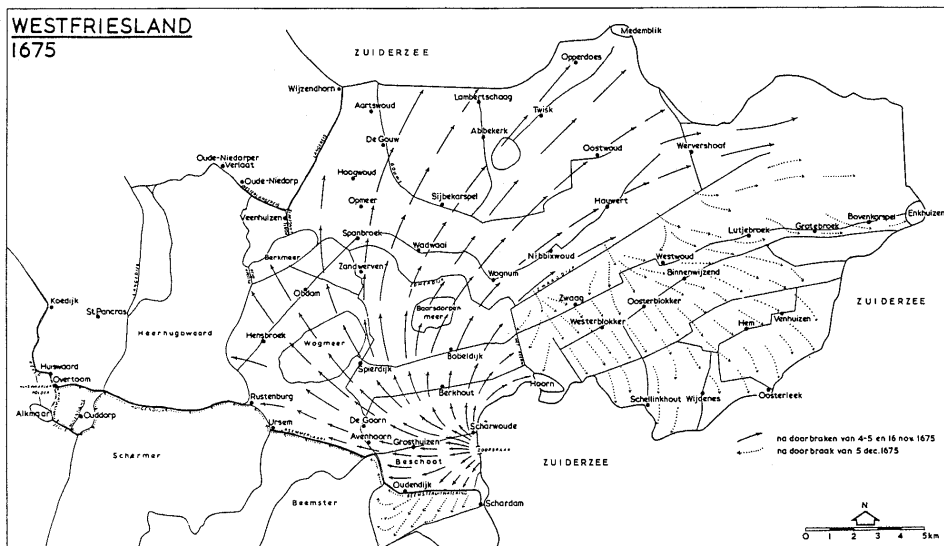 WESTFRIESLAND
1675
ZUIDERZEE
Medemblik
Opperdoes
Wijzendhorn
Lambertschaag
Aartswoud
Twisk
Abbekerk
De Gouw
Oostwoud
Wervershoof
Oude-Niedorper
Verlaat
Oude-Niedorp
Hoogwoud
Sijbekarspel
Hauwert
Opmeer
Veenhuizen
Bovenkarspel
Enkhuizen
Grotebroek
Lutjebroek
Spanbroek
Wadwaai
Nibbixwoud
Westwoud
Berkmeer
Zandwerven
Wognum
Binnenwijzend
Obdam
Baarsdorper
meer
Zwaag
Oosterblokker
ZUIDERZEE
Koedijk
St.Pancras
Westerblokker
Hem
Venhuizen
Heerhugowaard
Hensbroek
Wogmeer
Bobeldijk
Spierdijk
Huiswaard
Overtoom
Hoorn
Berkhout
Oosterleek
Wijdenes
Schellinkhout
Rustenburg
Alkmaar
Oudorp
Ursem
De Goorn
Avenhoorn
Grosthuizen
Scharwoude
Beschoot
ZUIDERZEE
Schermer
Beemster
Oudendijk
Schardam
na doorbraken van 4-5 en 16 nov. 1675
na doorbraak van 5 dec. 1675
N
0 1 2 3 4 5km